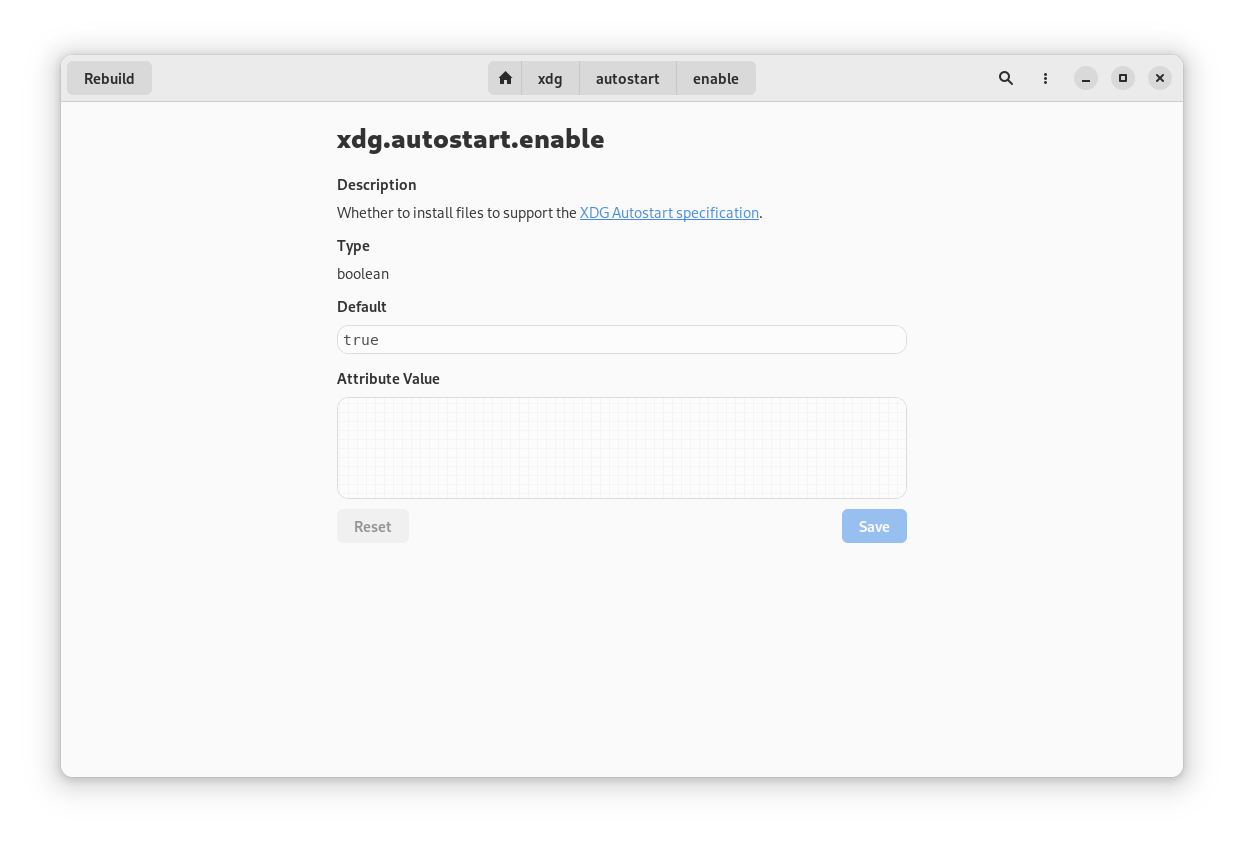 Rebuild
xdg
autostart
enable
xdg.autostart.enable
Description
Whether to install files to support the XDG Autostart specification.
Type
boolean
Default
true
Attribute Value
Reset
Save